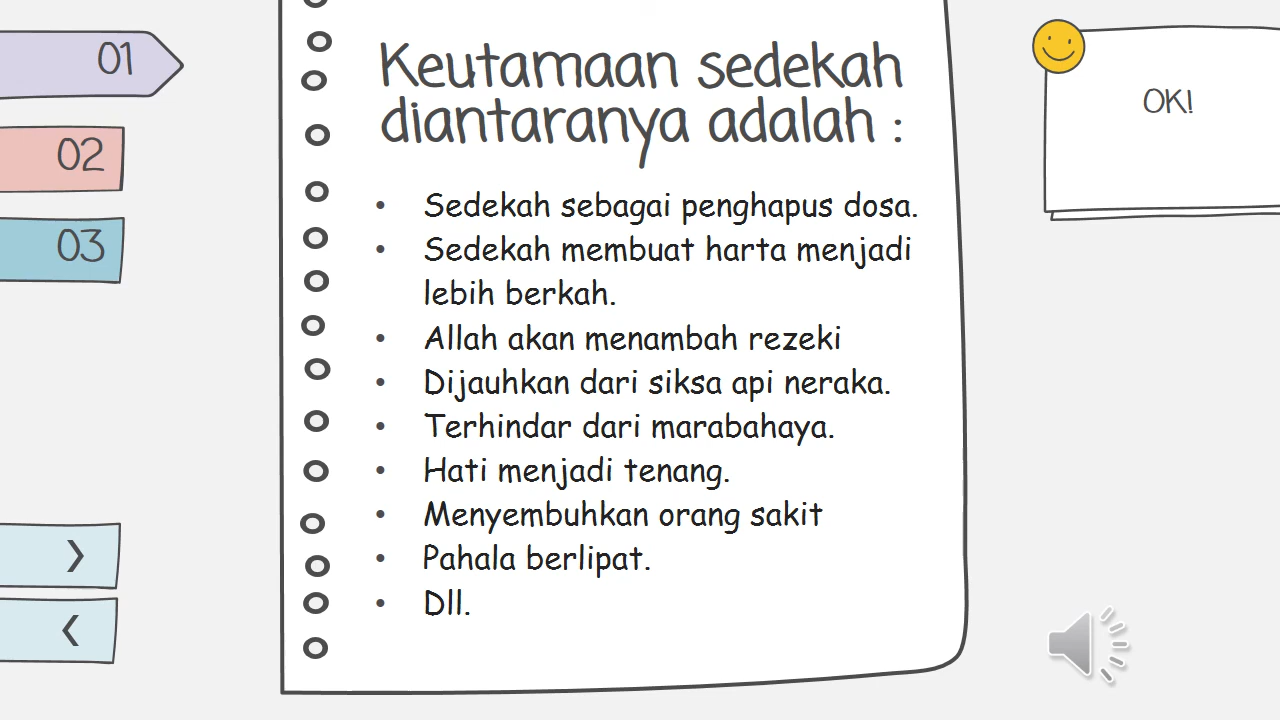 01
02
03
Keutamaan sedekah
diantaranya adalah :
• Sedekah sebagai penghapus dosa.
• Sedekah membuat harta menjadi
lebih berkah.
• Allah akan menambah rezeki
• Dijauhkan dari siksa api neraka.
• Terhindar dari marabahaya.
• Hati menjadi tenang.
• Menyembuhkan orang sakit
• Pahala berlipat.
• Dll.
OK!